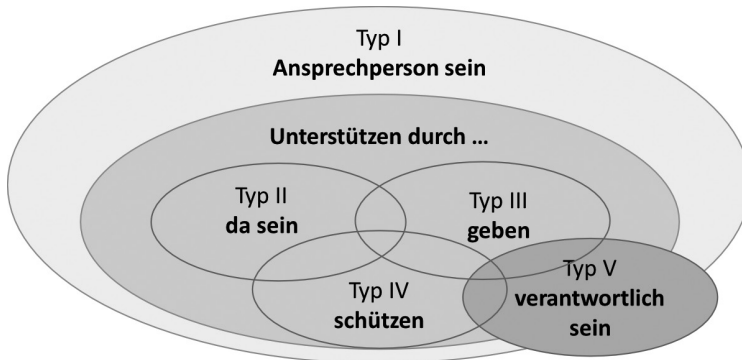 Typ I
Ansprechperson sein
Unterstützen durch ...
Typ II
da sein
Typ III
geben
Typ IV
schützen
Typ V
verantwortlich
sein